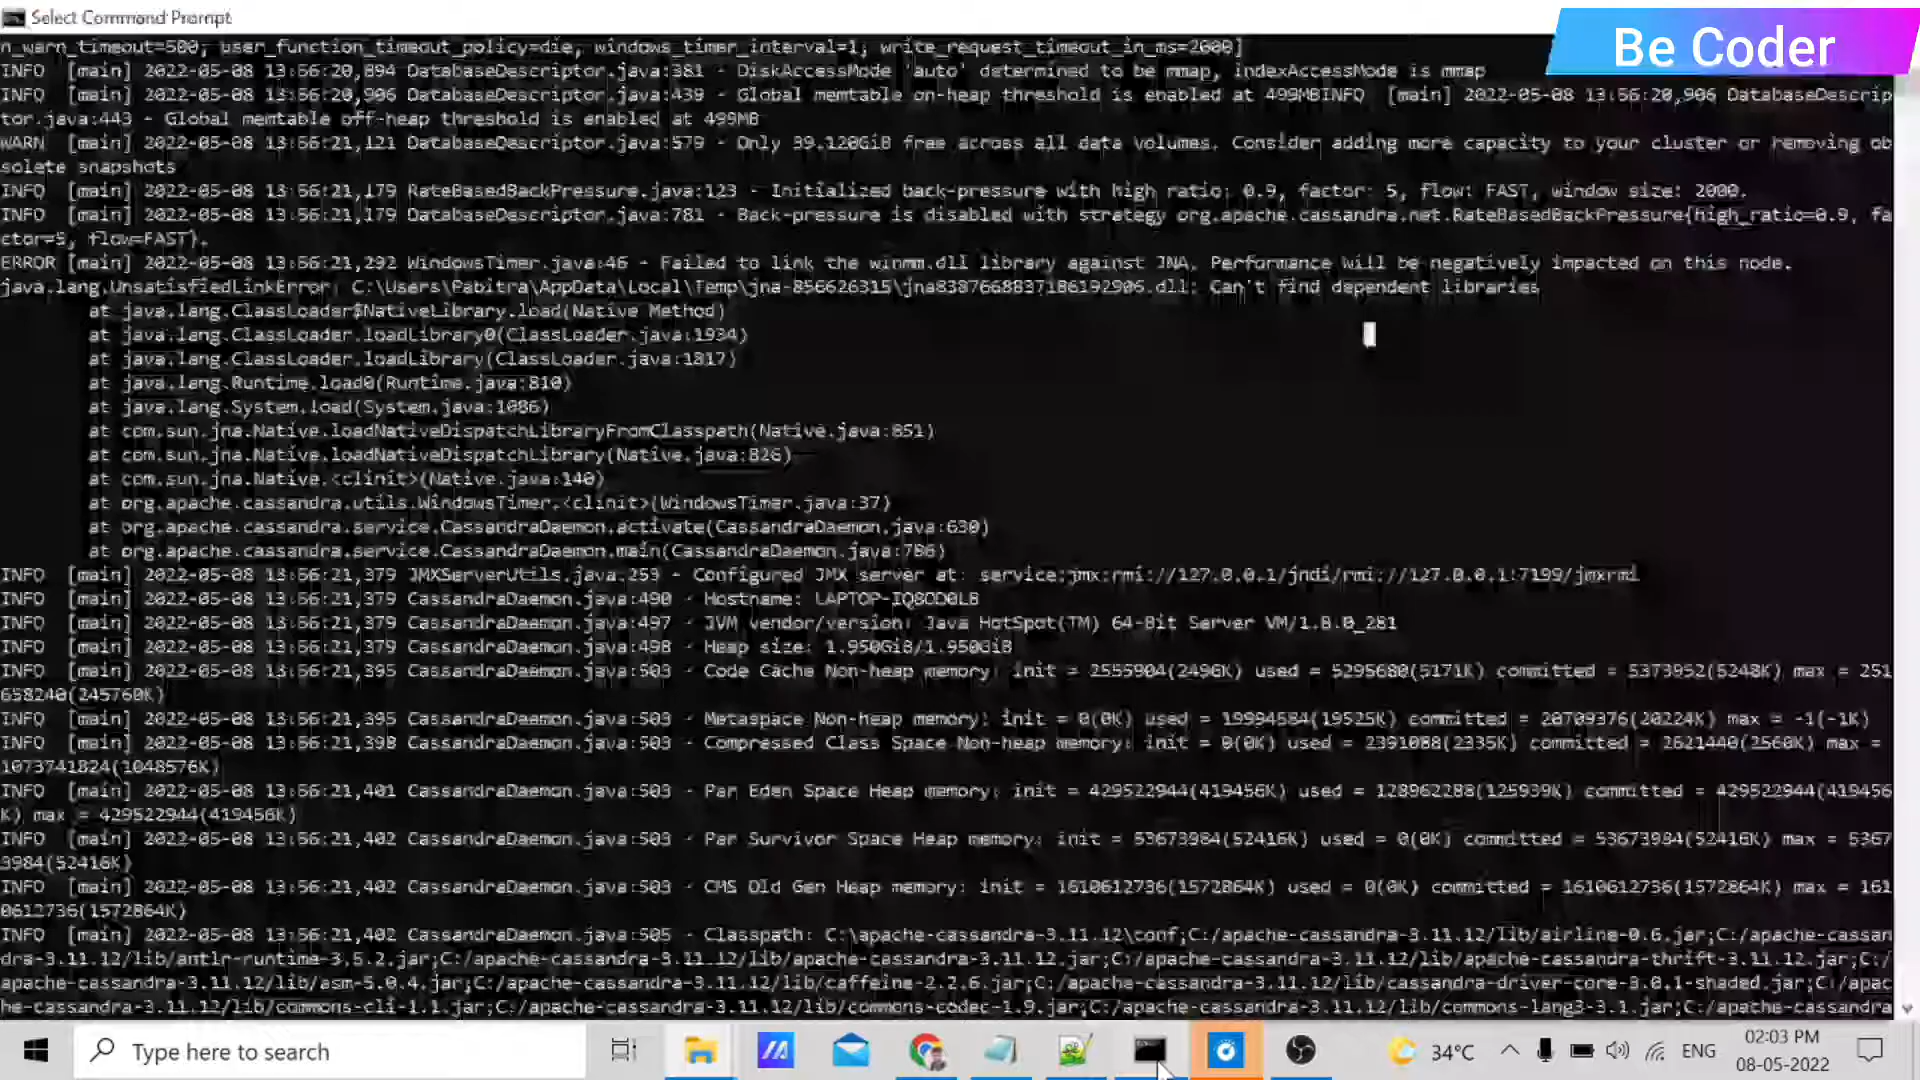 Select Command Prompt
Be Coder
n_warn_timeout=500; user_function_timeout_policy=die, windows_timer_interval=1; write_request_timeout_in_ms=2000]
INFO  [main] 2022-05-08 13:56:20,894 DatabaseDescriptor.java:381 - DiskAccessMode 'auto' determined to be mmap, indexAccessMode is mmap
INFO  [main] 2022-05-08 13:56:20,906 DatabaseDescriptor.java:439 - Global memtable on-heap threshold is enabled at 499MBINFO  [main] 2022-05-08 13:56:20,906 DatabaseDescrip
tor.java:443 - Global memtable off-heap threshold is enabled at 499MB
WARN  [main] 2022-05-08 13:56:21,121 DatabaseDescriptor.java:579 - Only 39.120GiB free across all data volumes. Consider adding more capacity to your cluster or removing ob
solete snapshots
INFO  [main] 2022-05-08 13:56:21,179 RateBasedBackPressure.java:123 - Initialized back-pressure with high ratio: 0.9, factor: 5, flow: FAST, window size: 2000.
INFO  [main] 2022-05-08 13:56:21,179 DatabaseDescriptor.java:781 - Back-pressure is disabled with strategy org.apache.cassandra.net.RateBasedBackPressure{high_ratio=0.9, fa
ctor=5, flow=FAST}.
ERROR [main] 2022-05-08 13:56:21,292 WindowsTimer.java:46 - Failed to link the winmm.dll library against JNA. Performance will be negatively impacted on this node.
java.lang.UnsatisfiedLinkError: C:\Users\Pabitra\AppData\Local\Temp\jna-856626315\jna8387668837186192906.dll: Can't find dependent libraries
at java.lang.ClassLoader$NativeLibrary.load(Native Method)
at java.lang.ClassLoader.loadLibrary0(ClassLoader.java:1934)
at java.lang.ClassLoader.loadLibrary(ClassLoader.java:1817)
at java.lang.Runtime.load0(Runtime.java:810)
at java.lang.System.load(System.java:1086)
at com.sun.jna.Native.loadNativeDispatchLibraryFromClasspath(Native.java:851)
at com.sun.jna.Native.loadNativeDispatchLibrary(Native.java:826)
at com.sun.jna.Native.<clinit>(Native.java:140)
at org.apache.cassandra.utils.WindowsTimer.<clinit>(WindowsTimer.java:37)
at org.apache.cassandra.service.CassandraDaemon.activate(CassandraDaemon.java:630)
at org.apache.cassandra.service.CassandraDaemon.main(CassandraDaemon.java:786)
INFO  [main] 2022-05-08 13:56:21,379 JMXServerUtils.java:253 - Configured JMX server at: service:jmx:rmi://127.0.0.1/jndi/rmi://127.0.0.1:7199/jmxrmi
INFO  [main] 2022-05-08 13:56:21,379 CassandraDaemon.java:490 - Hostname: LAPTOP-IQ8OD0LB
INFO  [main] 2022-05-08 13:56:21,379 CassandraDaemon.java:497 - JVM vendor/version: Java HotSpot(TM) 64-Bit Server VM/1.8.0_281
INFO  [main] 2022-05-08 13:56:21,379 CassandraDaemon.java:498 - Heap size: 1.950GiB/1.950GiB
INFO  [main] 2022-05-08 13:56:21,395 CassandraDaemon.java:503 - Code Cache Non-heap memory: init = 2555904(2496K) used = 5295680(5171K) committed = 5373952(5248K) max = 251
658240(245760K)
INFO  [main] 2022-05-08 13:56:21,395 CassandraDaemon.java:503 - Metaspace Non-heap memory: init = 0(0K) used = 19994584(19525K) committed = 20709376(20224K) max = -1(-1K)
INFO  [main] 2022-05-08 13:56:21,398 CassandraDaemon.java:503 - Compressed Class Space Non-heap memory: init = 0(0K) used = 2391088(2335K) committed = 2621440(2560K) max =
1073741824(1048576K)
INFO  [main] 2022-05-08 13:56:21,401 CassandraDaemon.java:503 - Par Eden Space Heap memory: init = 429522944(419456K) used = 128962288(125939K) committed = 429522944(419456
K) max = 429522944(419456K)
INFO  [main] 2022-05-08 13:56:21,402 CassandraDaemon.java:503 - Par Survivor Space Heap memory: init = 53673984(52416K) used = 0(0K) committed = 53673984(52416K) max = 5367
3984(52416K)
INFO  [main] 2022-05-08 13:56:21,402 CassandraDaemon.java:503 - CMS Old Gen Heap memory: init = 1610612736(1572864K) used = 0(0K) committed = 1610612736(1572864K) max = 161
0612736(1572864K)
INFO  [main] 2022-05-08 13:56:21,402 CassandraDaemon.java:505 - Classpath: C:\apache-cassandra-3.11.12\conf;C:/apache-cassandra-3.11.12/lib/airline-0.6.jar;C:/apache-cassan
dra-3.11.12/lib/antlr-runtime-3.5.2.jar;C:/apache-cassandra-3.11.12/lib/apache-cassandra-3.11.12.jar;C:/apache-cassandra-3.11.12/lib/apache-cassandra-thrift-3.11.12.jar;C:/
apache-cassandra-3.11.12/lib/asm-5.0.4.jar;C:/apache-cassandra-3.11.12/lib/caffeine-2.2.6.jar;C:/apache-cassandra-3.11.12/lib/cassandra-driver-core-3.0.1-shaded.jar;C:/apac
he-cassandra-3.11.12/lib/commons-cli-1.1.jar;C:/apache-cassandra-3.11.12/lib/commons-codec-1.9.jar;C:/apache-cassandra-3.11.12/lib/commons-lang3-3.1.jar;C:/apache-cassandra
Type here to search
34°C
ENG
02:03 PM
08-05-2022